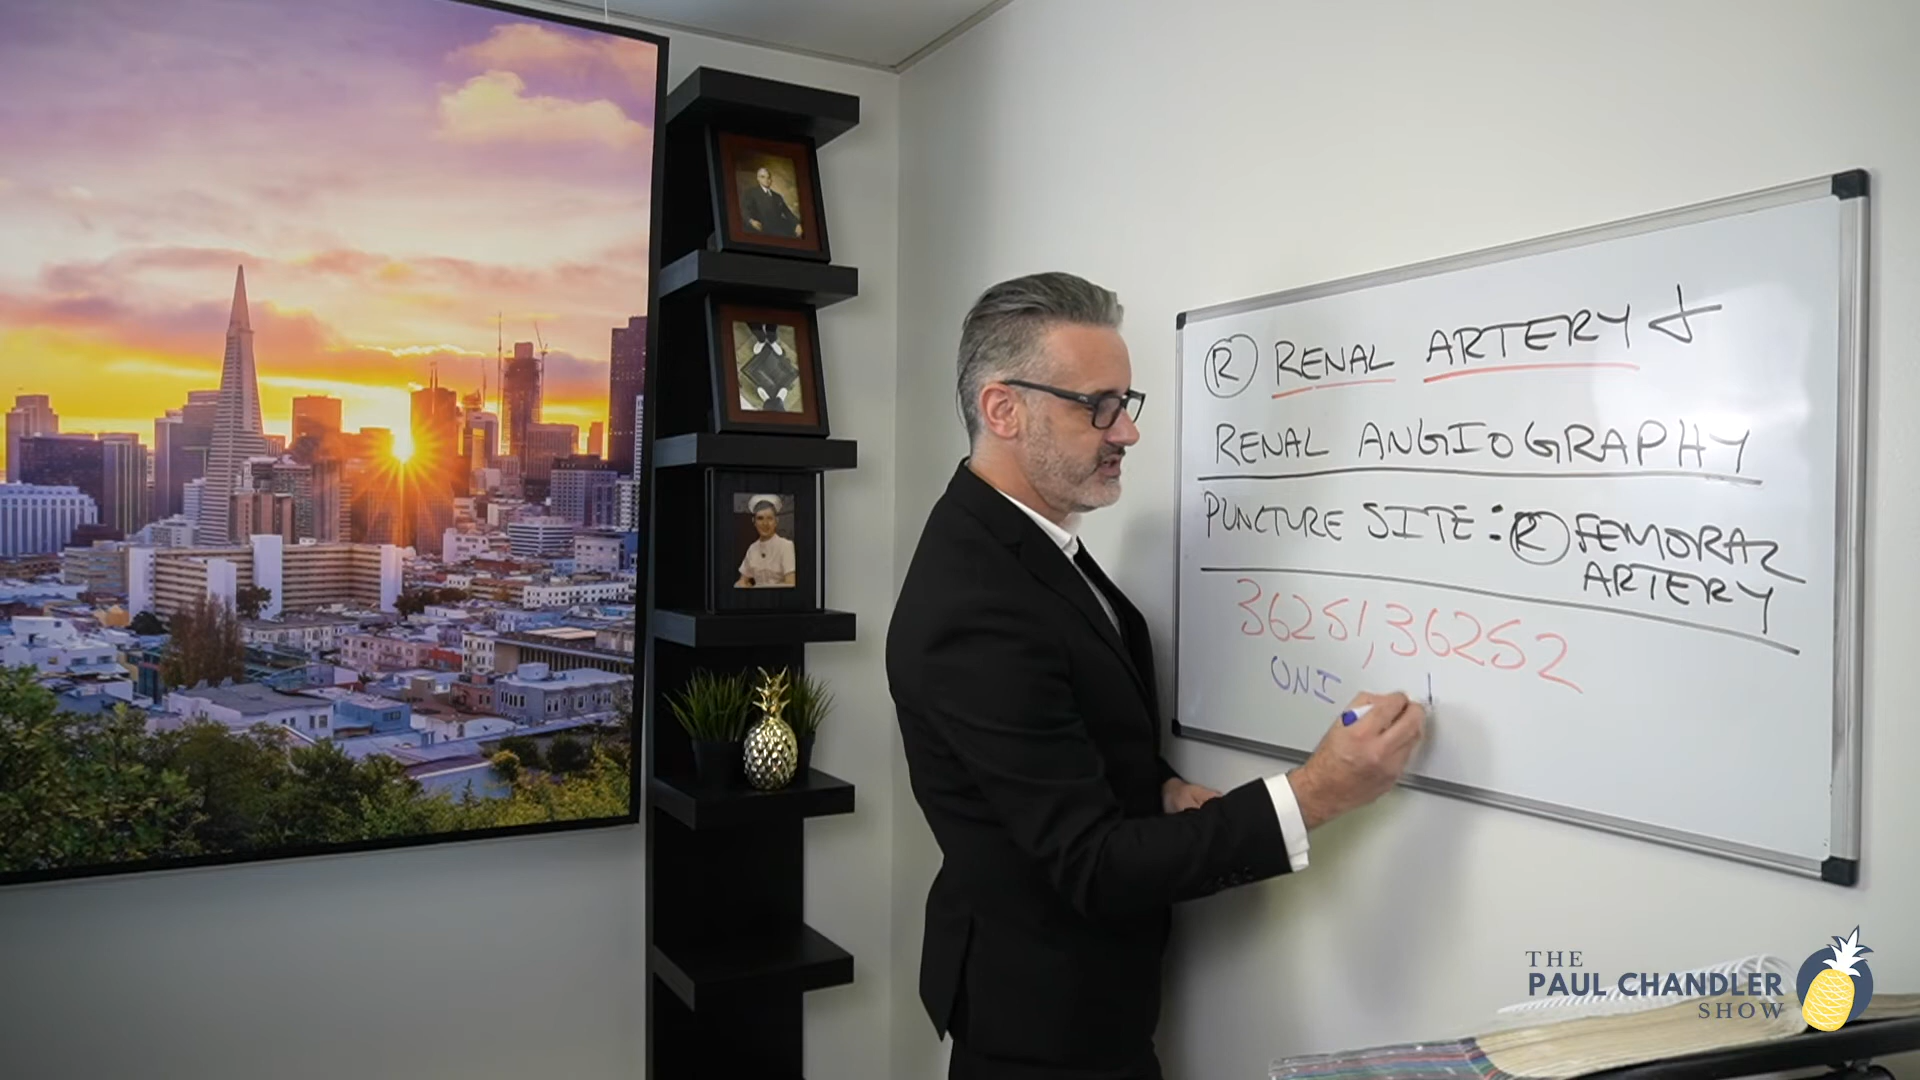 Ⓡ RENAL ARTERY +
RENAL ANGIOGRAPHY
PUNCTURE SITE: Ⓡ FEMORAL
ARTERY
36251, 36252
UNI
THE
PAUL CHANDLER
SHOW